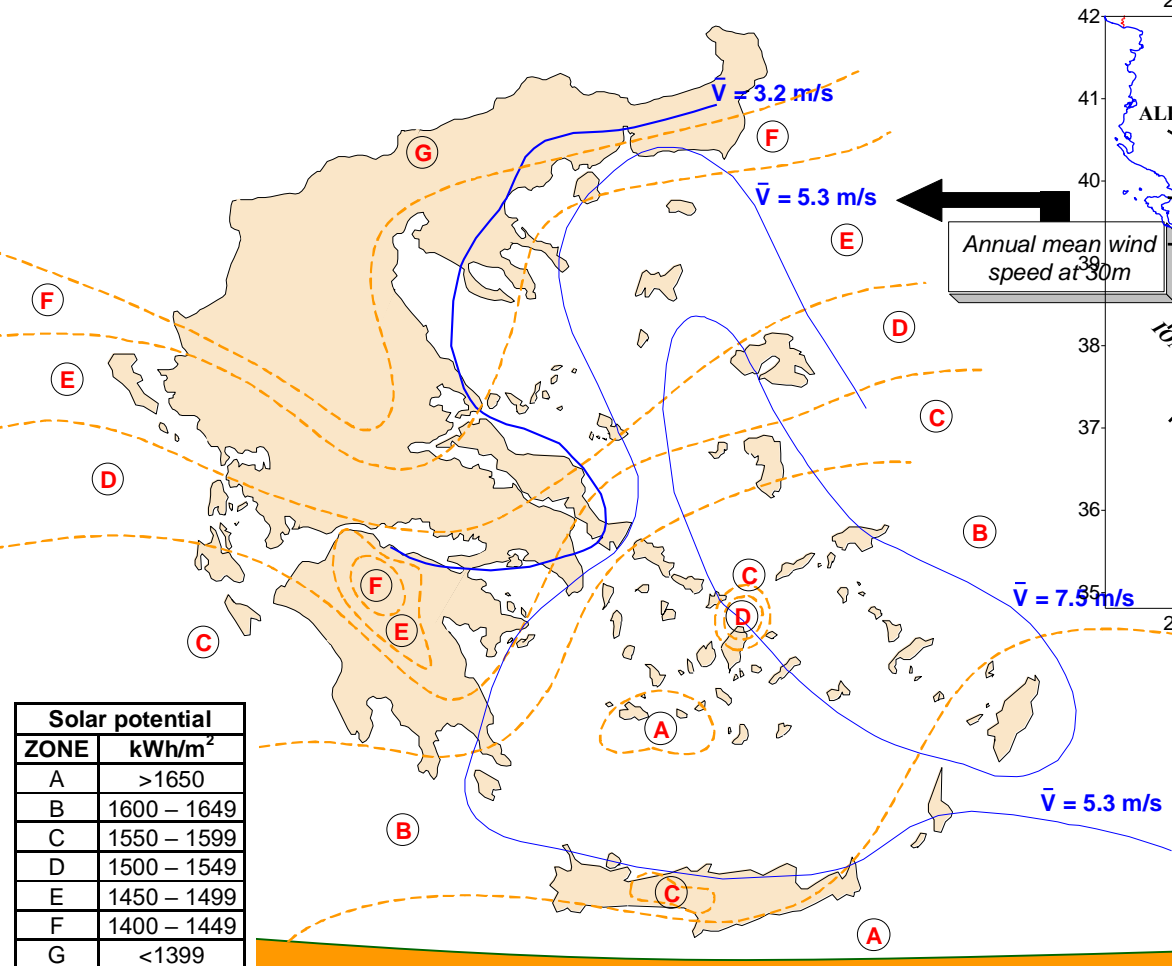 42
2
V̄ = 3.2 m/s
41
ALI
F
G
40
V̄ = 5.3 m/s
E
Annual mean wind
speed at 30m
39
F
D
38
E
C
37
D
36
B
C
F
35
V̄ = 7.5 m/s
D
2
E
C
A
V̄ = 5.3 m/s
B
C
A
Solar potential
ZONE kWh/m²
A >1650
B 1600 – 1649
C 1550 – 1599
D 1500 – 1549
E 1450 – 1499
F 1400 – 1449
G <1399